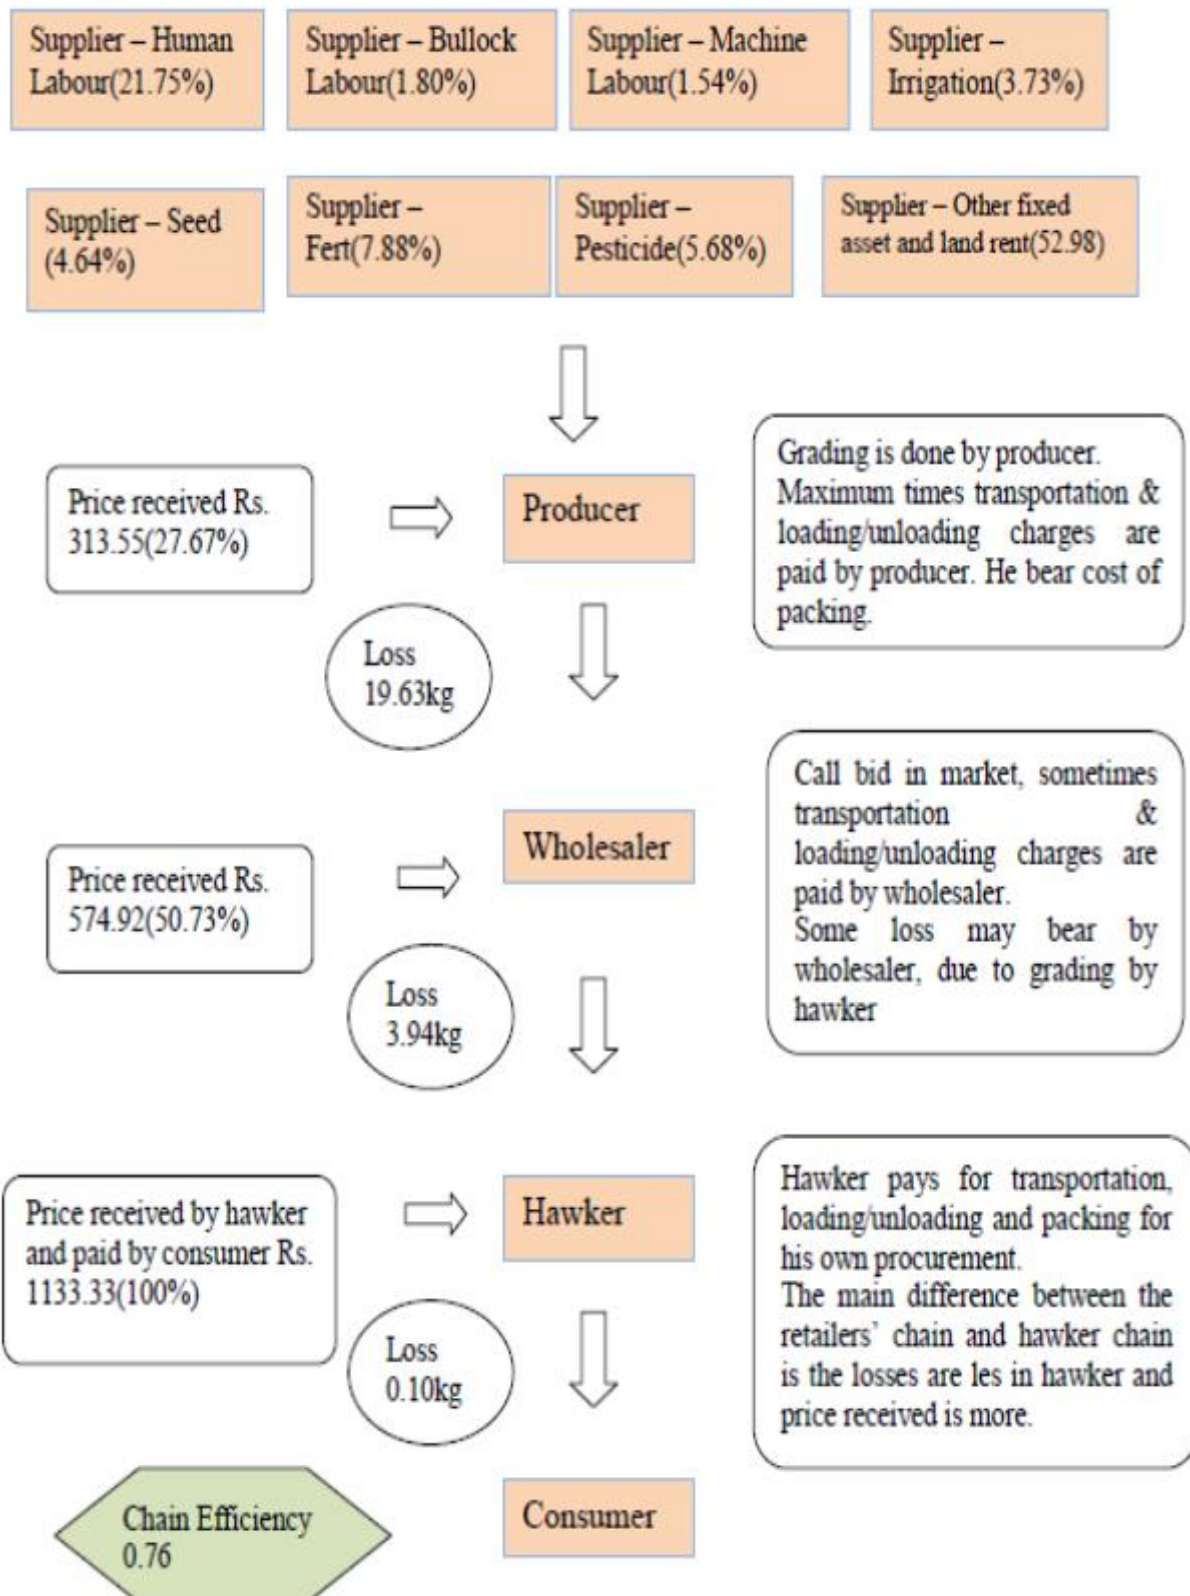 Supplier – Human
Labour(21.75%)
Supplier – Bullock
Labour(1.80%)
Supplier – Machine
Labour(1.54%)
Supplier –
Irrigation(3.73%)
Supplier – Seed
(4.64%)
Supplier –
Fert(7.88%)
Supplier –
Pesticide(5.68%)
Supplier – Other fixed
asset and land rent(52.98)
Price received Rs.
313.55(27.67%)
Producer
Grading is done by producer.
Maximum times transportation &
loading/unloading charges are
paid by producer. He bear cost of
packing.
Loss
19.63kg
Price received Rs.
574.92(50.73%)
Wholesaler
Call bid in market, sometimes
transportation &
loading/unloading charges are
paid by wholesaler.
Some loss may bear by
wholesaler, due to grading by
hawker
Loss
3.94kg
Price received by hawker
and paid by consumer Rs.
1133.33(100%)
Hawker
Hawker pays for transportation,
loading/unloading and packing for
his own procurement.
The main difference between the
retailers’ chain and hawker chain
is the losses are les in hawker and
price received is more.
Loss
0.10kg
Chain Efficiency
0.76
Consumer